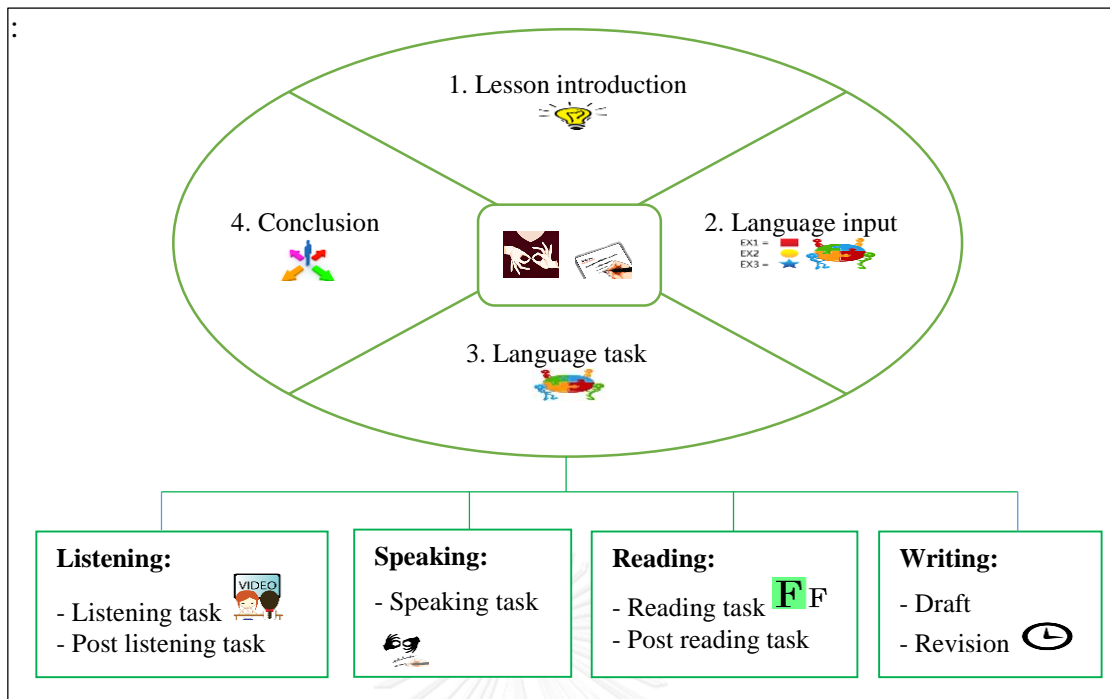 :
1. Lesson introduction
4. Conclusion
2. Language input
EX1 =
EX2
EX3 =
3. Language task
Listening:
- Listening task
VIDEO
- Post listening task
Speaking:
- Speaking task
Reading:
- Reading task F F
- Post reading task
Writing:
- Draft
- Revision